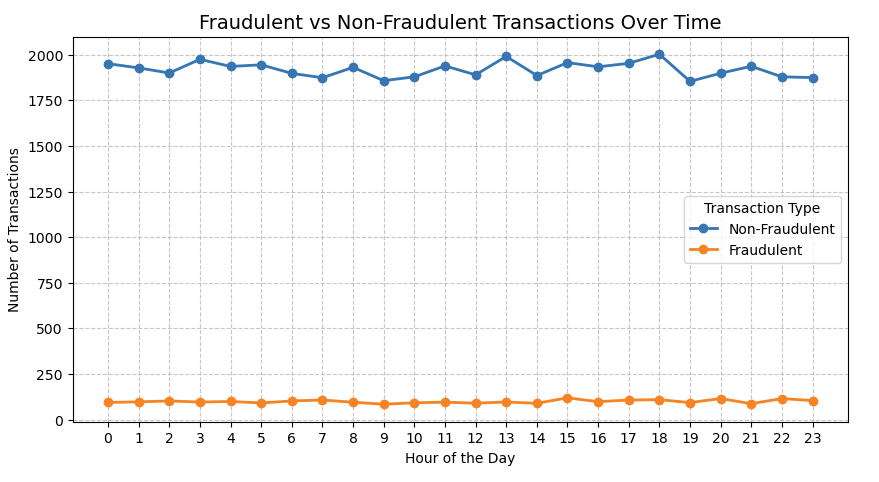 Fraudulent vs Non-Fraudulent Transactions Over Time
Number of Transactions
2000
1750
1500
1250
1000
750
500
250
0
Transaction Type
Non-Fraudulent
Fraudulent
0 1 2 3 4 5 6 7 8 9 10 11 12 13 14 15 16 17 18 19 20 21 22 23
Hour of the Day